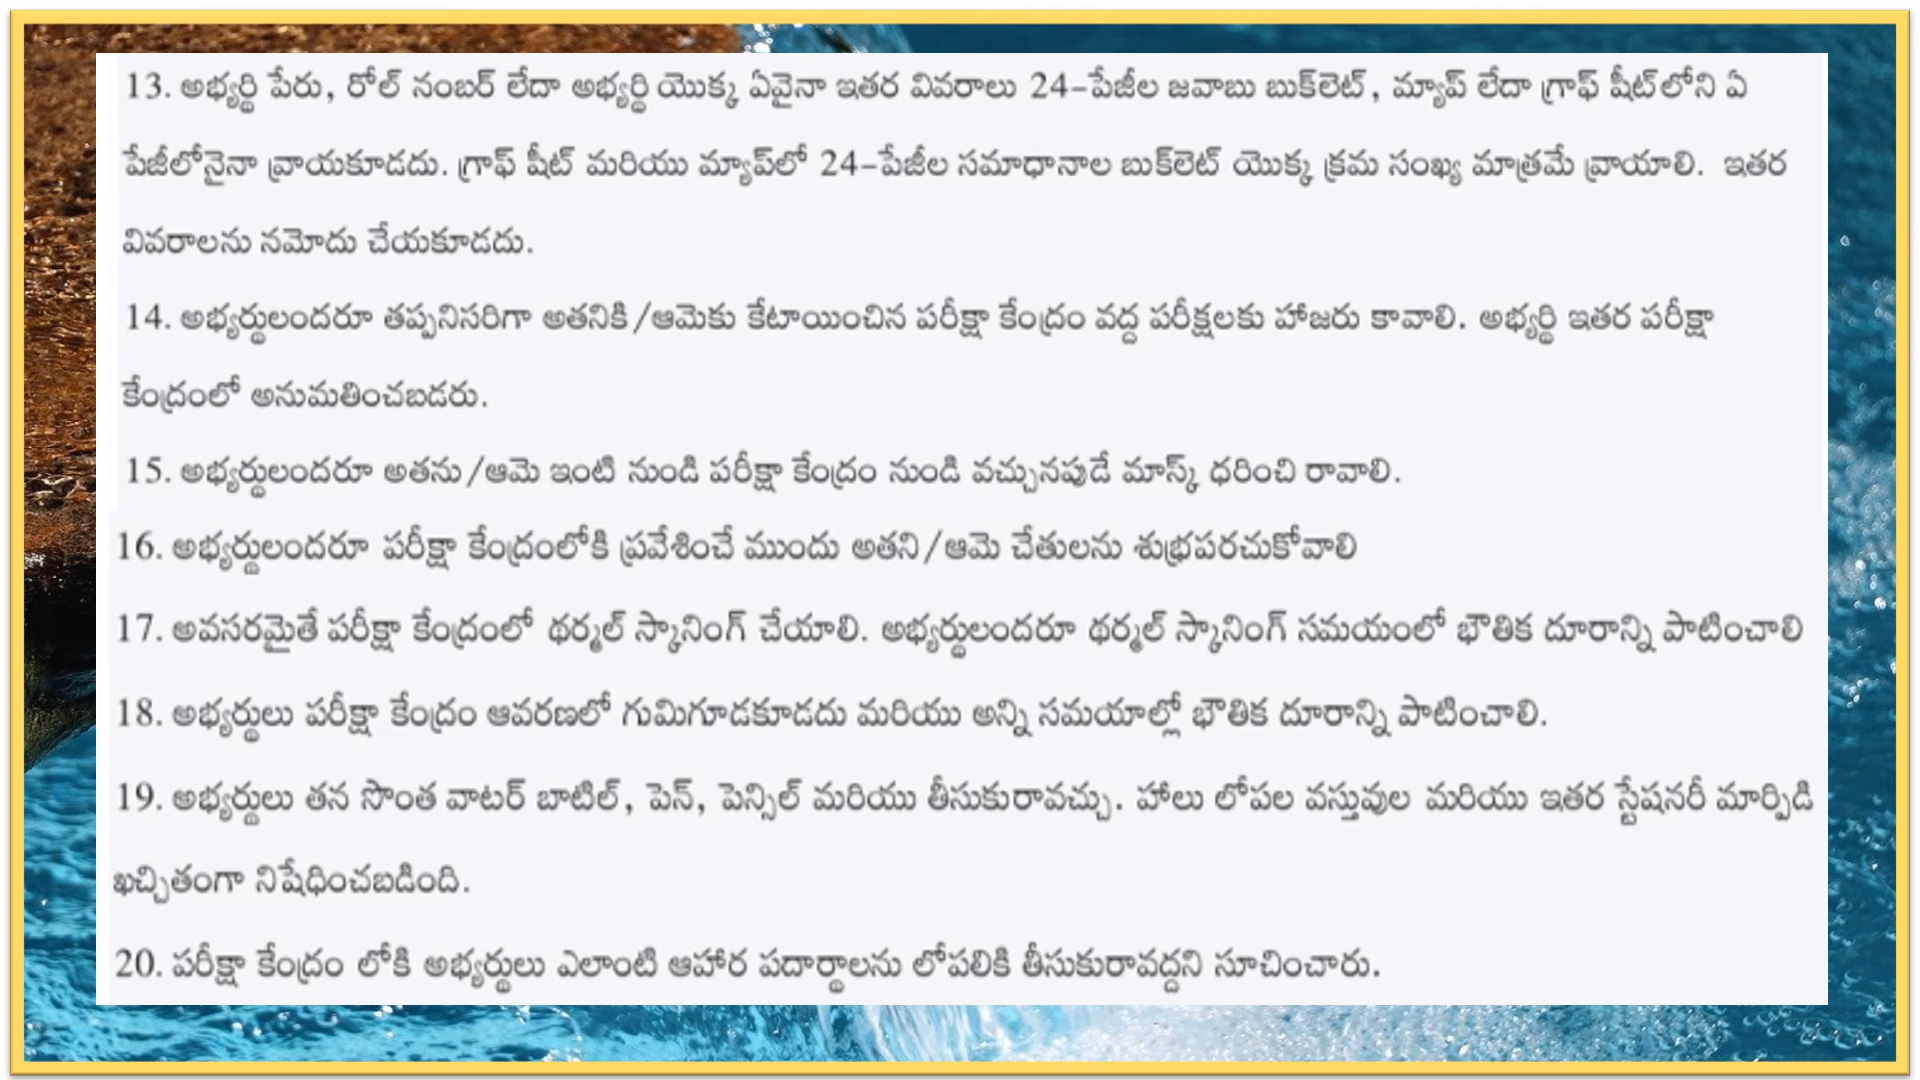 13. అభ్యర్థి పేరు, రోల్ నంబర్ లేదా అభ్యర్థి యొక్క ఏవైనా ఇతర వివరాలు 24-పేజీల జవాబు బుక్‌లెట్, మ్యాప్ లేదా గ్రాఫ్ షీట్‌లోని ఏ
పేజీలోనైనా వ్రాయకూడదు. గ్రాఫ్ షీట్ మరియు మ్యాప్‌లో 24-పేజీల సమాధానాల బుక్‌లెట్ యొక్క క్రమ సంఖ్య మాత్రమే వ్రాయాలి. ఇతర
వివరాలను నమోదు చేయకూడదు.
14. అభ్యర్థులందరూ తప్పనిసరిగా అతనికి/ఆమెకు కేటాయించిన పరీక్షా కేంద్రం వద్ద పరీక్షలకు హాజరు కావాలి. అభ్యర్థి ఇతర పరీక్షా
కేంద్రంలో అనుమతించబడరు.
15. అభ్యర్థులందరూ అతను/ఆమె ఇంటి నుండి పరీక్షా కేంద్రం నుండి వచ్చునపుడే మాస్క్ ధరించి రావాలి.
16. అభ్యర్థులందరూ పరీక్షా కేంద్రంలోకి ప్రవేశించే ముందు అతని/ఆమె చేతులను శుభ్రపరచుకోవాలి
17. అవసరమైతే పరీక్షా కేంద్రంలో థర్మల్ స్కానింగ్ చేయాలి. అభ్యర్థులందరూ థర్మల్ స్కానింగ్ సమయంలో భౌతిక దూరాన్ని పాటించాలి
18. అభ్యర్థులు పరీక్షా కేంద్రం ఆవరణలో గుమిగూడకూడదు మరియు అన్ని సమయాల్లో భౌతిక దూరాన్ని పాటించాలి.
19. అభ్యర్థులు తన సొంత వాటర్ బాటిల్, పెన్, పెన్సిల్ మరియు తీసుకురావచ్చు. హాలు లోపల వస్తువుల మరియు ఇతర స్టేషనరీ మార్పిడి
ఖచ్చితంగా నిషేధించబడింది.
20. పరీక్షా కేంద్రం లోకి అభ్యర్థులు ఎలాంటి ఆహార పదార్థాలను లోపలికి తీసుకురావద్దని సూచించారు.